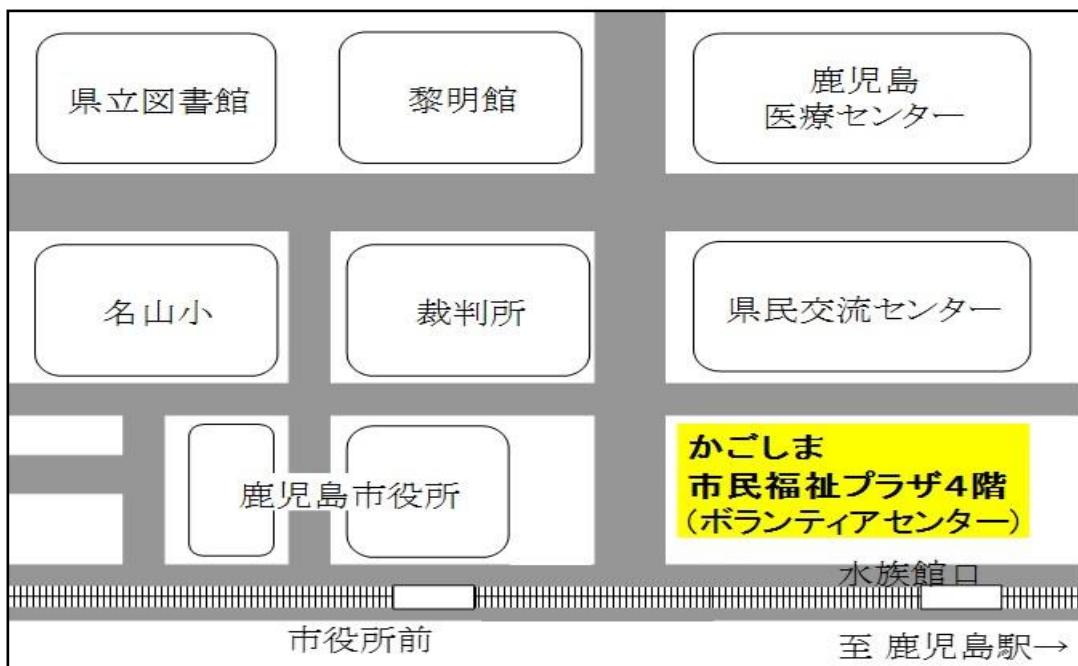 県立図書館
黎明館
鹿児島
医療センター
名山小
裁判所
県民交流センター
鹿児島市役所
かごしま
市民福祉プラザ4階
(ボランティアセンター)
水族館口
市役所前
至 鹿児島駅→